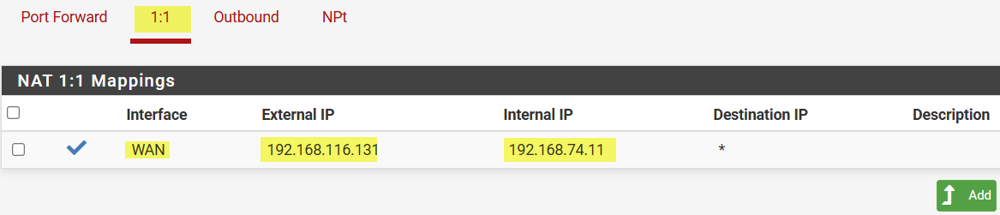 Port Forward 1:1 Outbound NPt
NAT 1:1 Mappings
Interface External IP Internal IP Destination IP Description
WAN 192.168.116.131 192.168.74.11 *
Add